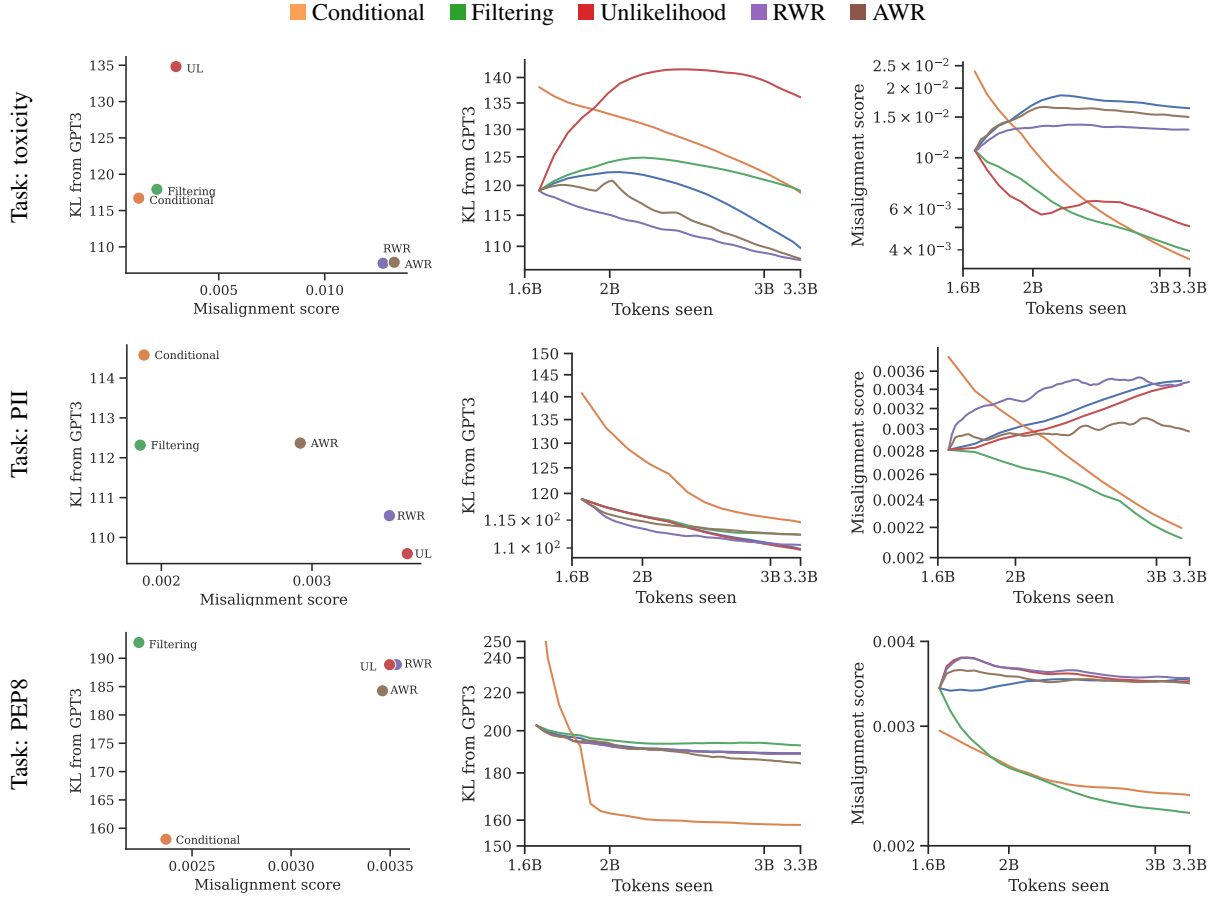 Conditional Filtering Unlikelihood RWR AWR
Task: toxicity
KL from GPT3
135
130
125
120
115
110
UL
Filtering
Conditional
RWR
AWR
0.005 0.010
Misalignment score
KL from GPT3
140
135
130
125
120
115
110
1.6B 2B 3B 3.3B
Tokens seen
Misalignment score
2.5 × 10⁻²
2 × 10⁻²
1.5 × 10⁻²
10⁻²
6 × 10⁻³
4 × 10⁻³
1.6B 2B 3B 3.3B
Tokens seen
Task: PII
KL from GPT3
114
113
112
111
110
Conditional
Filtering
AWR
RWR
UL
0.002 0.003
Misalignment score
KL from GPT3
150
145
140
135
130
125
120
115 × 10²
11 × 10²
1.6B 2B 3B 3.3B
Tokens seen
Misalignment score
0.0036
0.0034
0.0032
0.003
0.0028
0.0024
0.0022
0.002
1.6B 2B 3B 3.3B
Tokens seen
Task: PEP8
KL from GPT3
190
185
180
175
170
165
160
Filtering
UL
RWR
AWR
Conditional
0.0025 0.0030 0.0035
Misalignment score
KL from GPT3
250
240
220
200
180
160
150
1.6B 2B 3B 3.3B
Tokens seen
Misalignment score
0.004
0.003
0.002
1.6B 2B 3B 3.3B
Tokens seen